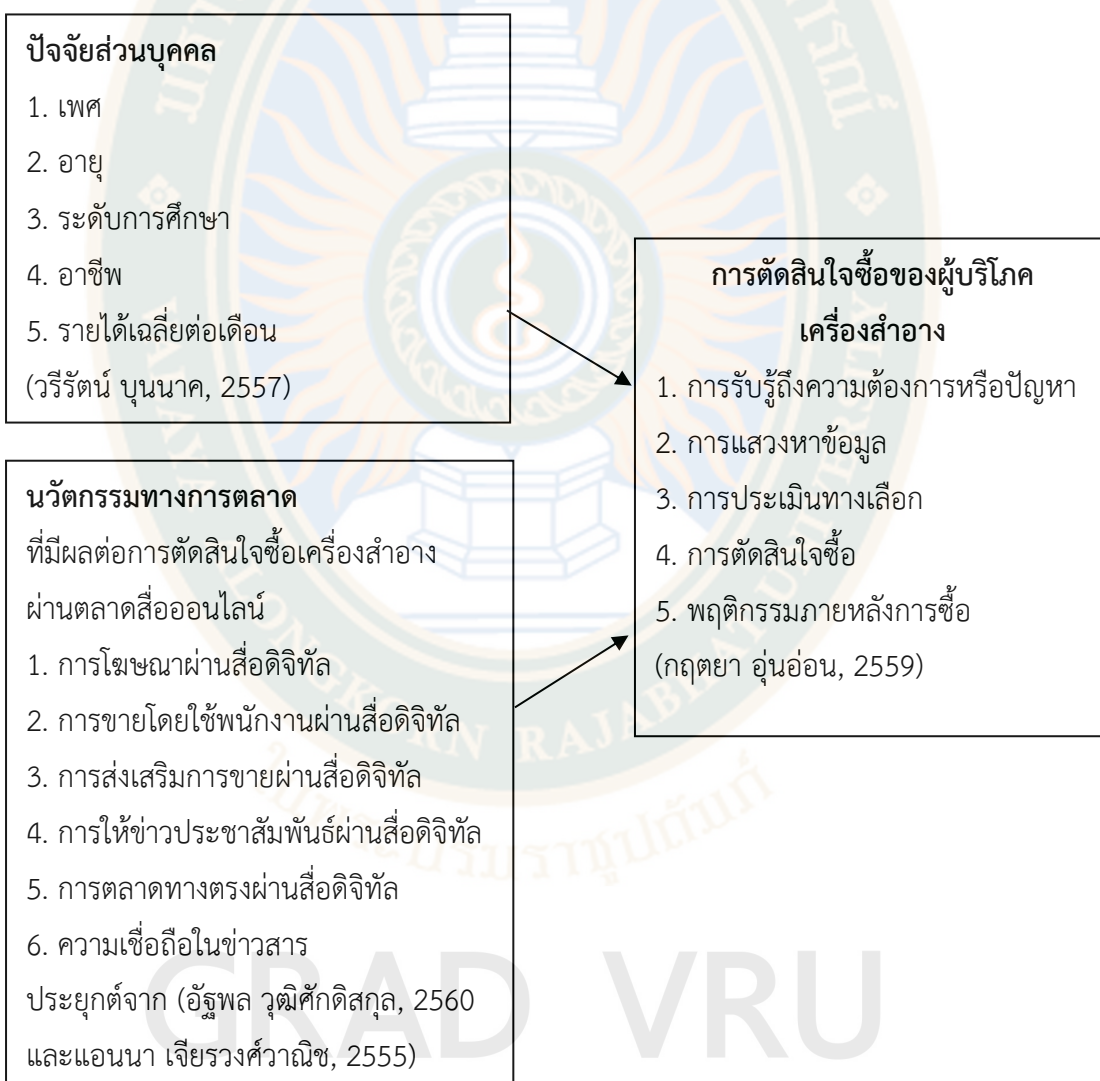 ปัจจัยส่วนบุคคล
1. เพศ
2. อายุ
3. ระดับการศึกษา
4. อาชีพ
5. รายได้เฉลี่ยต่อเดือน
(วรีรัตน์ บุนนาค, 2557)
นวัตกรรมทางการตลาด
ที่มีผลต่อการตัดสินใจซื้อเครื่องสำอาง
ผ่านตลาดสื่อออนไลน์
1. การโฆษณาผ่านสื่อดิจิทัล
2. การขายโดยใช้พนักงานผ่านสื่อดิจิทัล
3. การส่งเสริมการขายผ่านสื่อดิจิทัล
4. การให้ข่าวประชาสัมพันธ์ผ่านสื่อดิจิทัล
5. การตลาดทางตรงผ่านสื่อดิจิทัล
6. ความเชื่อถือในข่าวสาร
ประยุกต์จาก (อัฐพล วุฒิศักดิสกุล, 2560
และแอนนา เจียรวงศ์วาณิช, 2555)
การตัดสินใจซื้อของผู้บริโภค
เครื่องสำอาง
1. การรับรู้ถึงความต้องการหรือปัญหา
2. การแสวงหาข้อมูล
3. การประเมินทางเลือก
4. การตัดสินใจซื้อ
5. พฤติกรรมภายหลังการซื้อ
(กฤตยา อุ่นอ่อน, 2559)
GRAD VRU